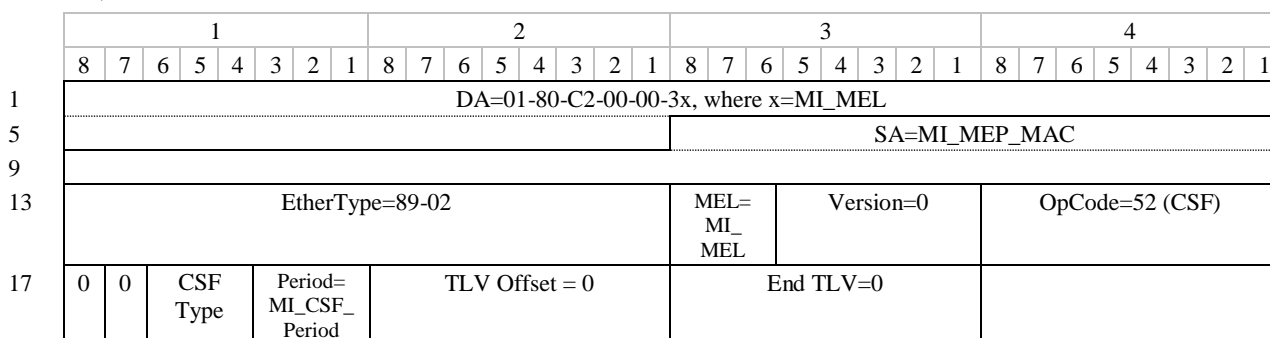 1 2 3 4
8 7 6 5 4 3 2 1 8 7 6 5 4 3 2 1 8 7 6 5 4 3 2 1 8 7 6 5 4 3 2 1
1 DA=01-80-C2-00-00-3x, where x=MI_MEL
5 SA=MI_MEP_MAC
9
13 EtherType=89-02 MEL= Version=0 OpCode=52 (CSF)
MI_
MEL
17 0 0 CSF Period= TLV Offset = 0 End TLV=0
Type MI_CSF_
Period